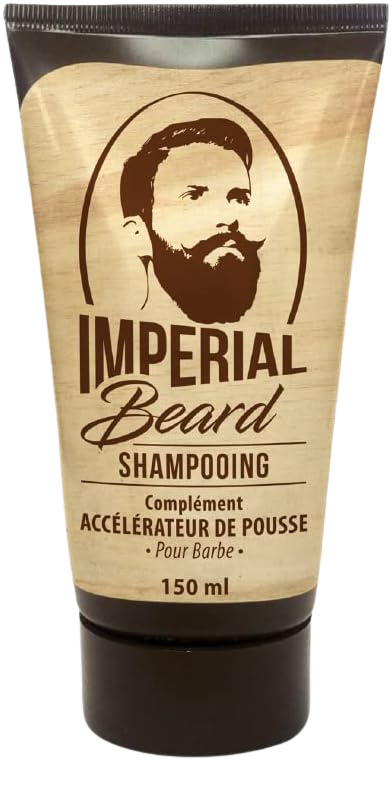 IMPERIAL
Beard
SHAMPOOING
Complément
ACCÉLÉRATEUR DE POUSSE
• Pour Barbe •
150 ml